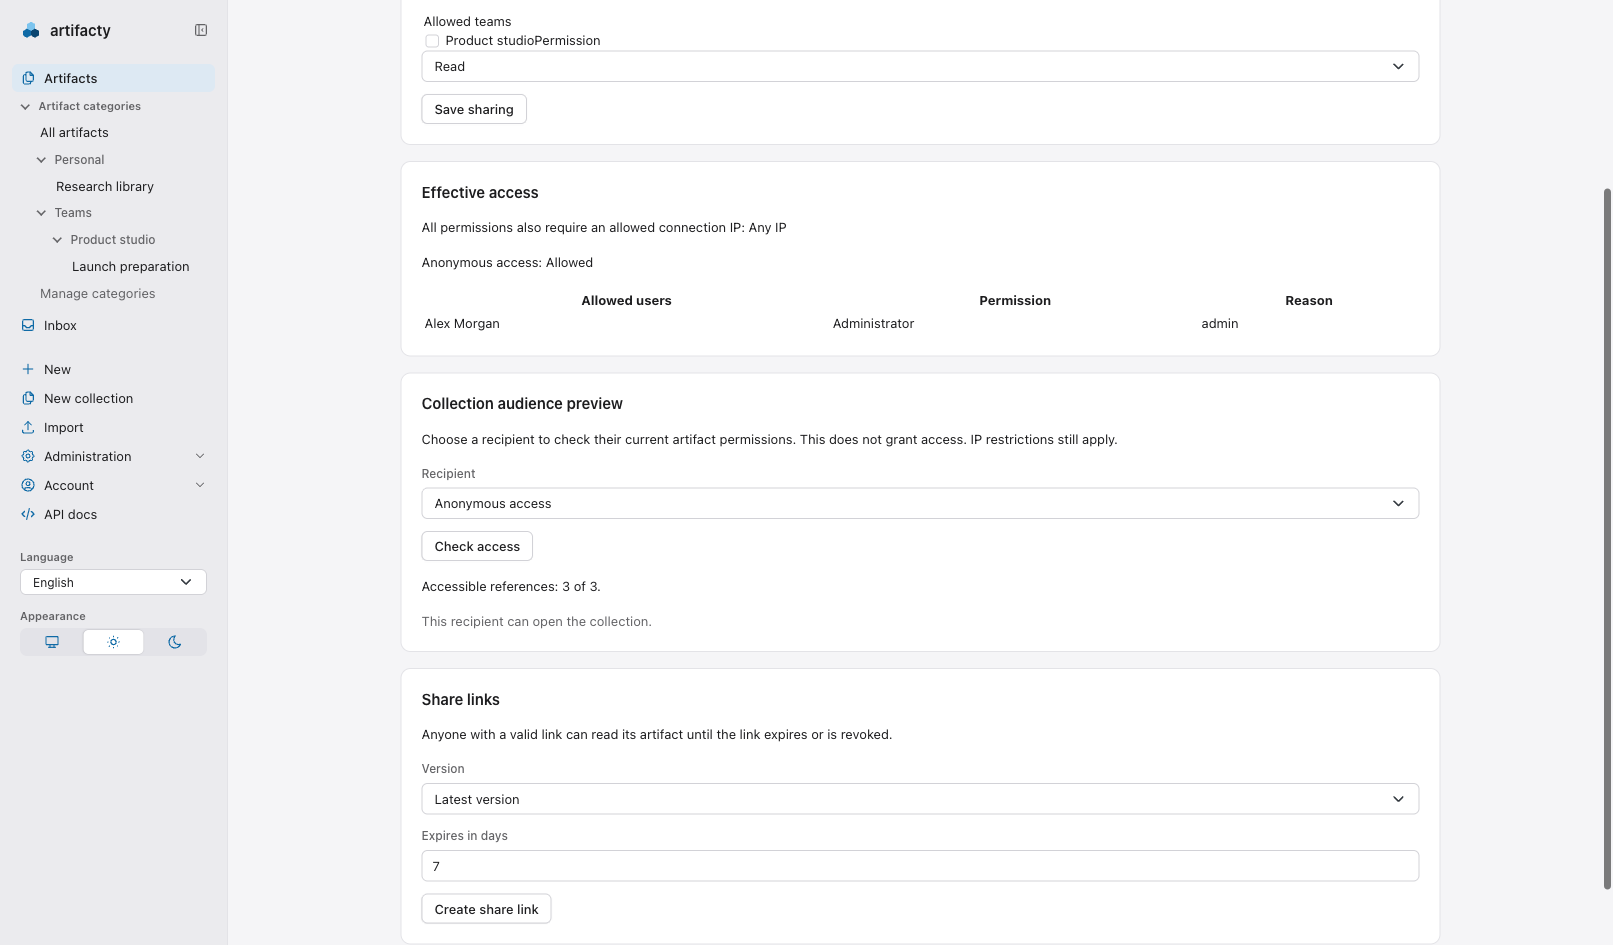 artifacty
Artifacts
Artifact categories
All artifacts
Personal
Research library
Teams
Product studio
Launch preparation
Manage categories
Inbox
New
New collection
Import
Administration
Account
API docs
Language
English
Appearance
Allowed teams
Product studioPermission
Read
Save sharing
Effective access
All permissions also require an allowed connection IP: Any IP
Anonymous access: Allowed
Allowed users Permission Reason
Alex Morgan Administrator admin
Collection audience preview
Choose a recipient to check their current artifact permissions. This does not grant access. IP restrictions still apply.
Recipient
Anonymous access
Check access
Accessible references: 3 of 3.
This recipient can open the collection.
Share links
Anyone with a valid link can read its artifact until the link expires or is revoked.
Version
Latest version
Expires in days
7
Create share link